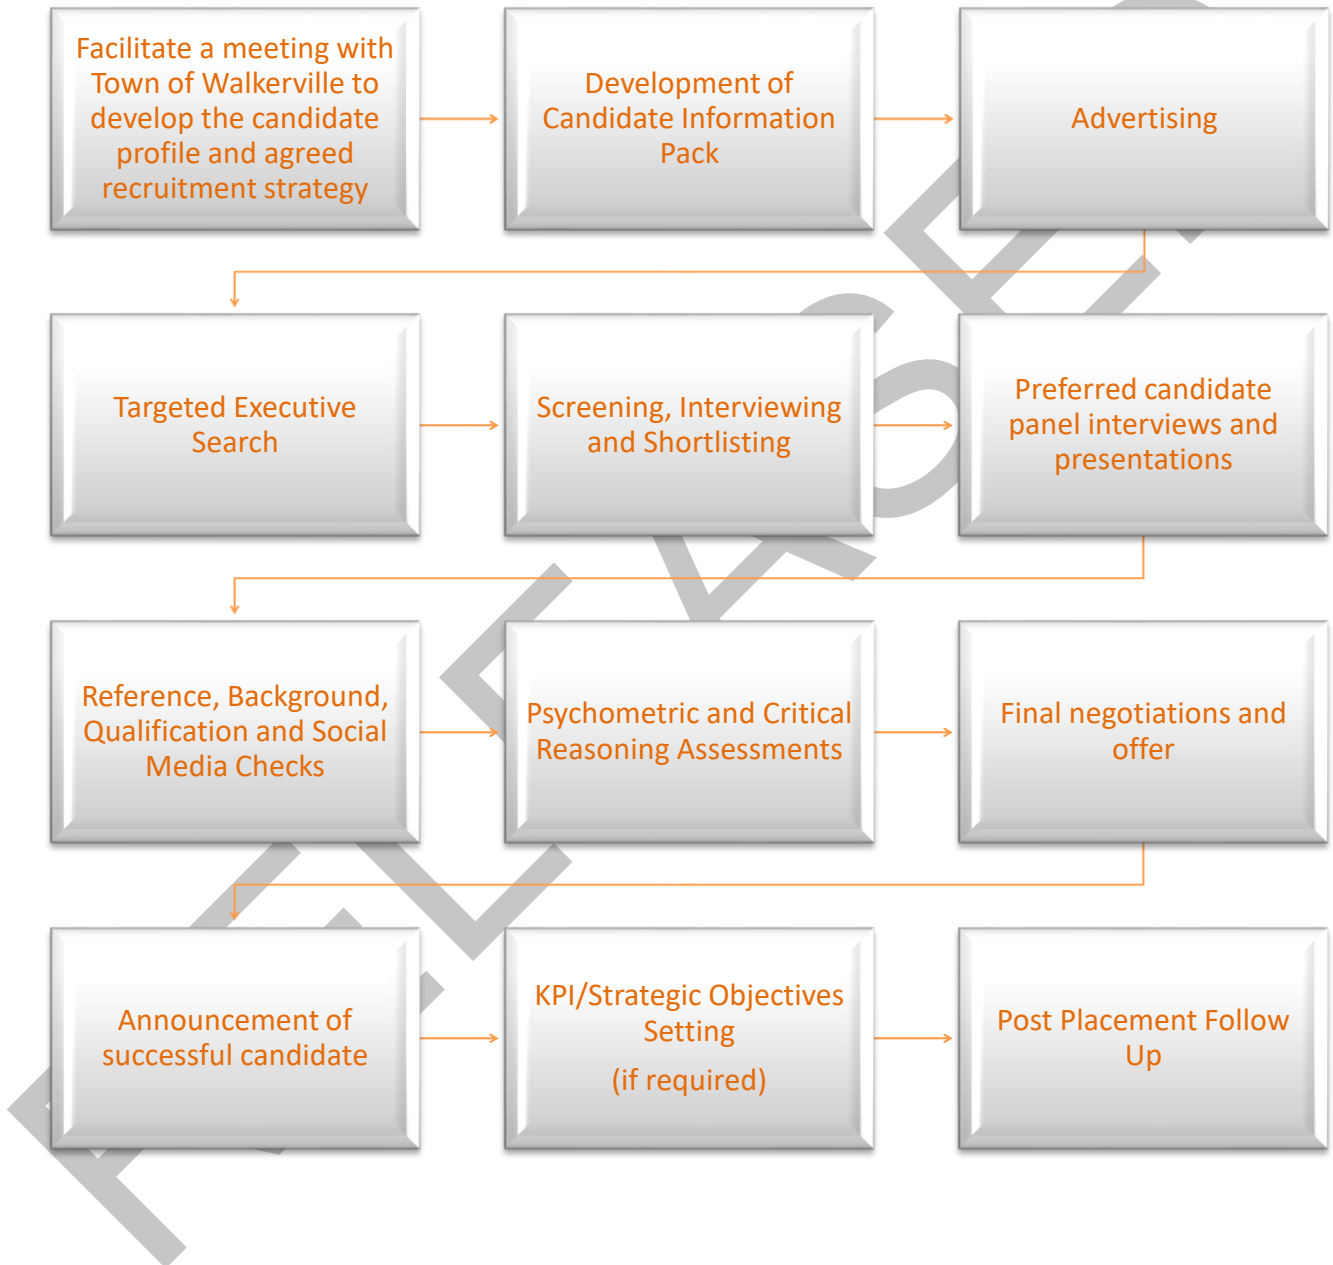 Facilitate a meeting with
Town of Walkerville to
develop the candidate
profile and agreed
recruitment strategy
Development of
Candidate Information
Pack
Advertising
Targeted Executive
Search
Screening, Interviewing
and Shortlisting
Preferred candidate
panel interviews and
presentations
Reference, Background,
Qualification and Social
Media Checks
Psychometric and Critical
Reasoning Assessments
Final negotiations and
offer
Announcement of
successful candidate
KPI/Strategic Objectives
Setting
(if required)
Post Placement Follow
Up